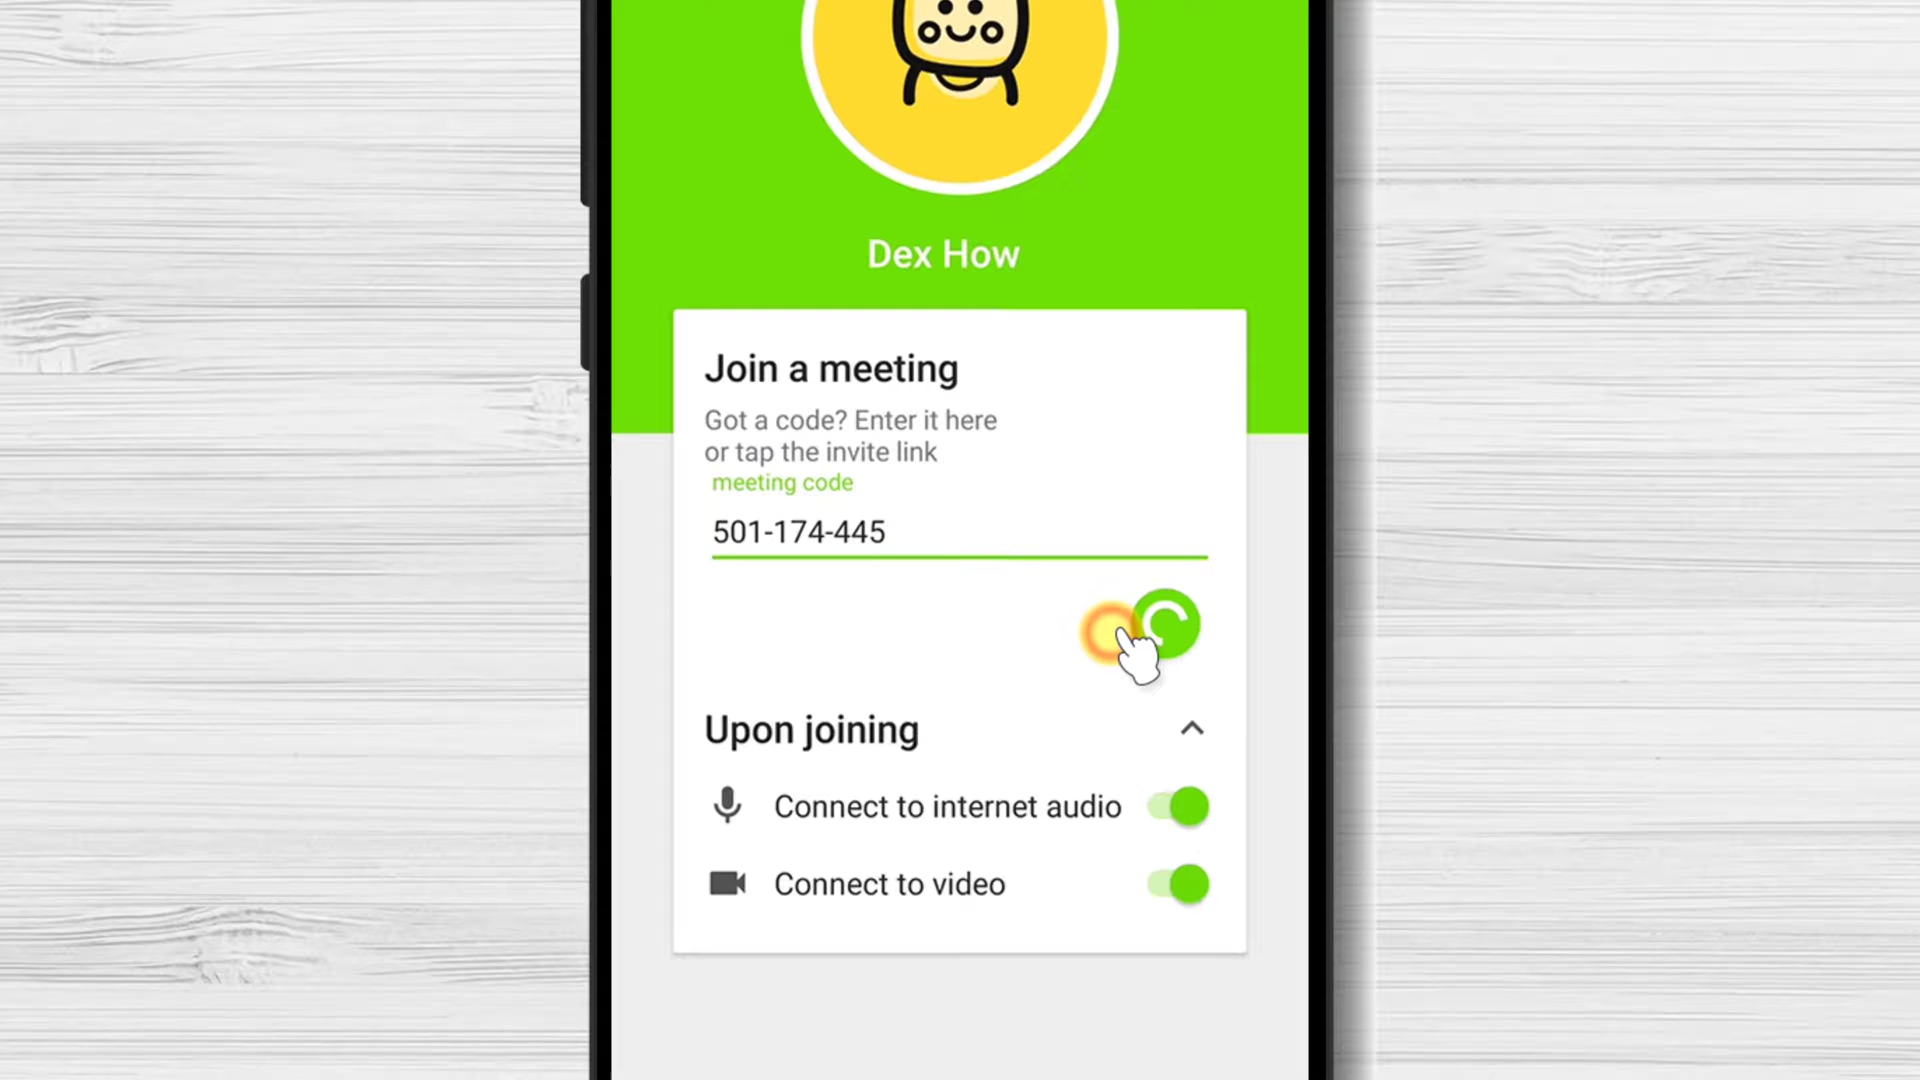 Dex How
Join a meeting
Got a code? Enter it here
or tap the invite link
meeting code
501-174-445
Upon joining
Connect to internet audio
Connect to video